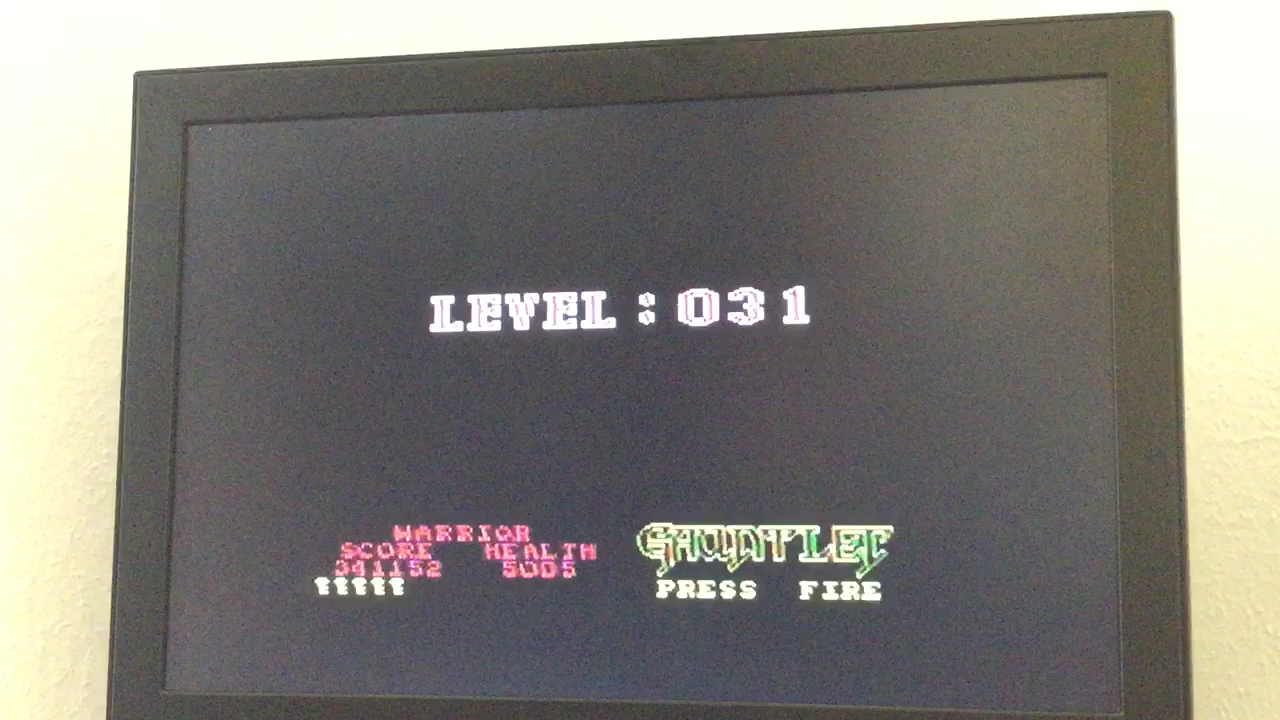 LEVEL:031
WARRIOR
SCORE HEALTH
341152 5005
GAUNTLET
PRESS FIRE